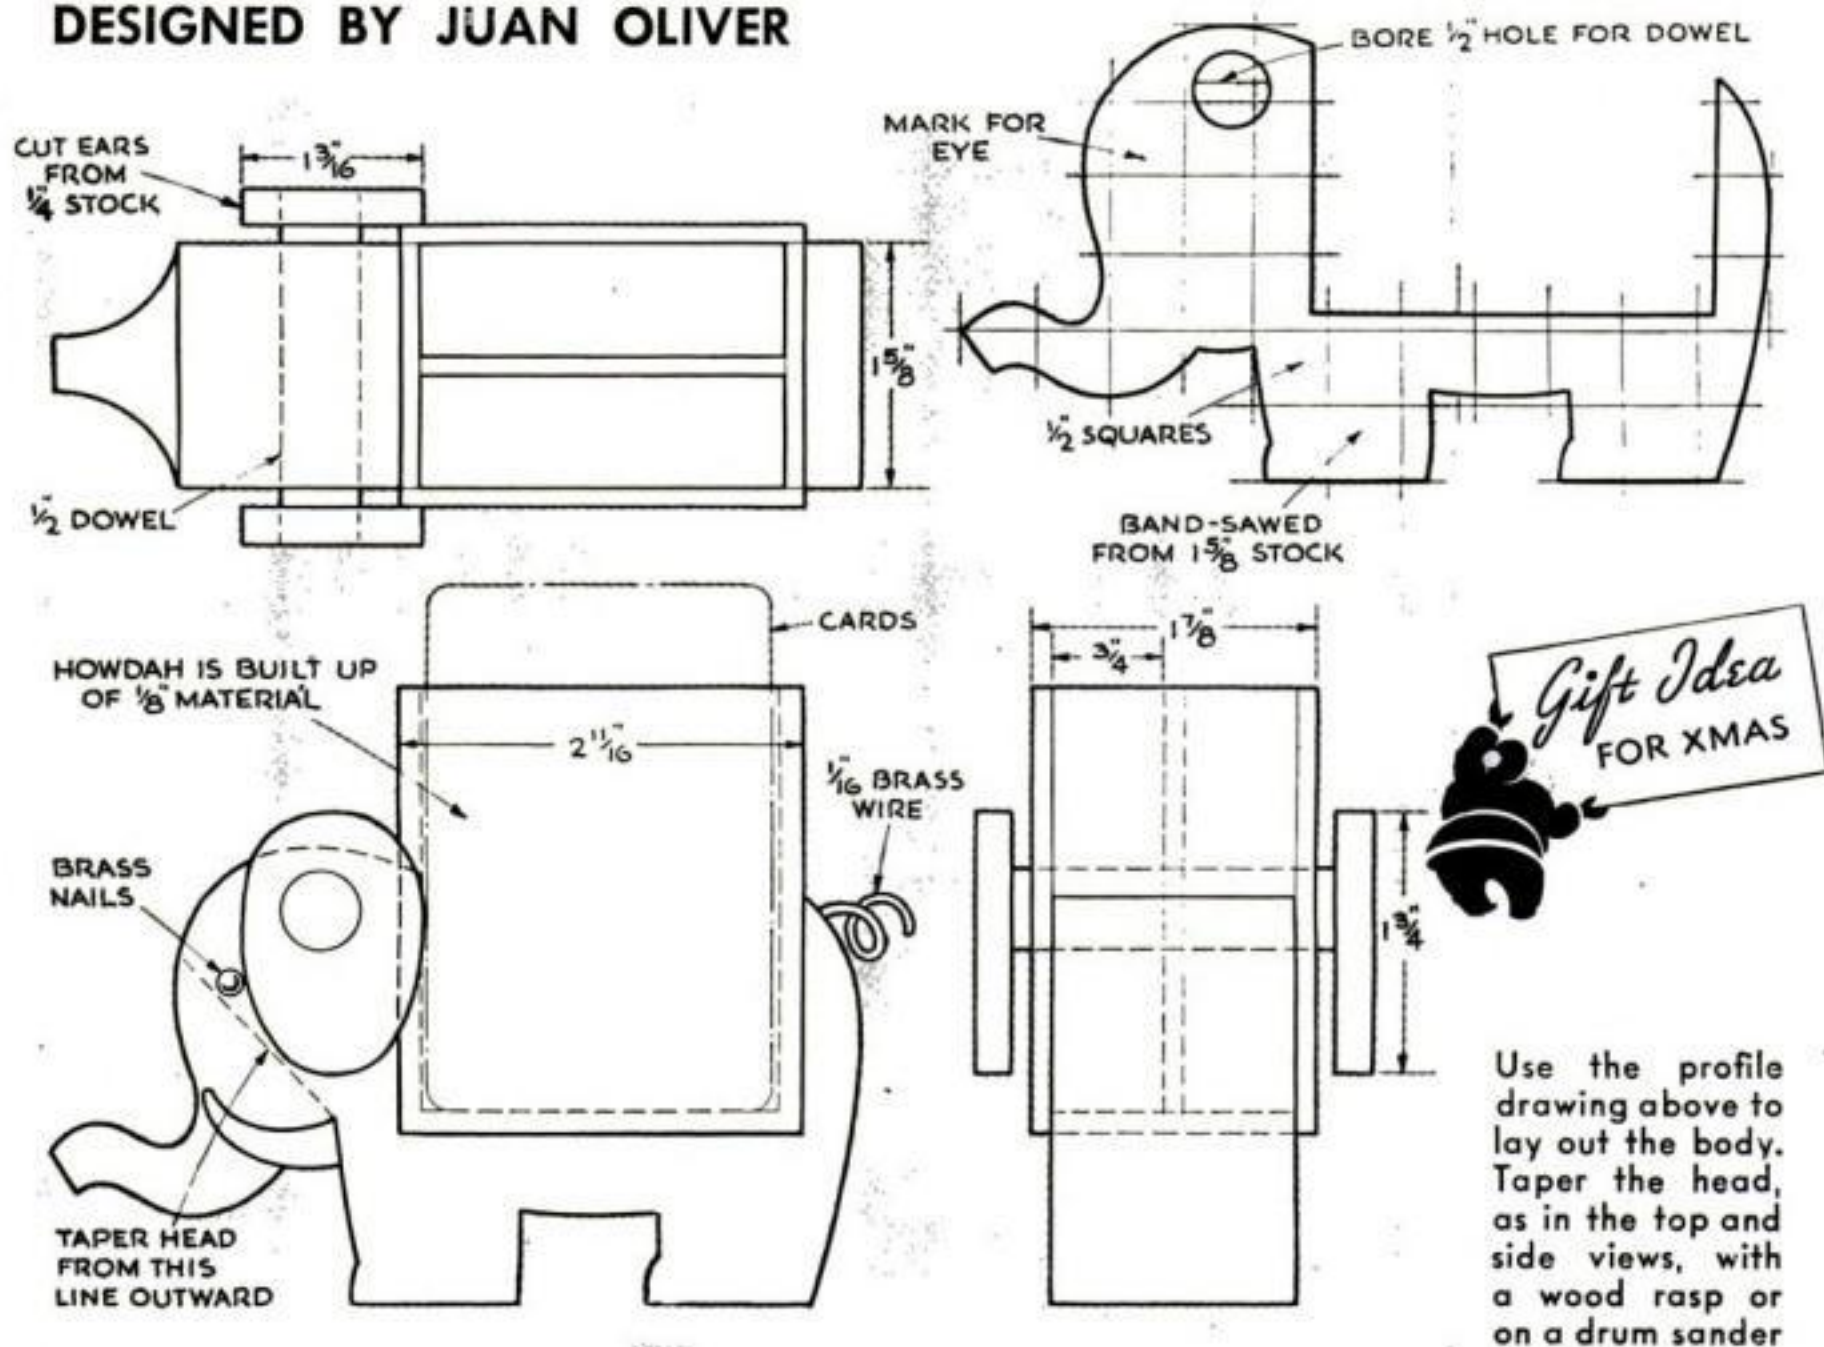 DESIGNED BY JUAN OLIVER
BORE 1/2" HOLE FOR DOWEL
MARK FOR
EYE
CUT EARS
FROM
1/4" STOCK
1 3/16"
1 5/8"
1/2" DOWEL
1/2" SQUARES
BAND-SAWED
FROM 1 5/8" STOCK
CARDS
HOWDAH IS BUILT UP
OF 1/8" MATERIAL
2 11/16"
1/16" BRASS
WIRE
BRASS
NAILS
TAPER HEAD
FROM THIS
LINE OUTWARD
1 7/8"
3/4"
1 3/4"
Gift Idea
FOR XMAS
Use the profile
drawing above to
lay out the body.
Taper the head,
as in the top and
side views, with
a wood rasp or
on a drum sander